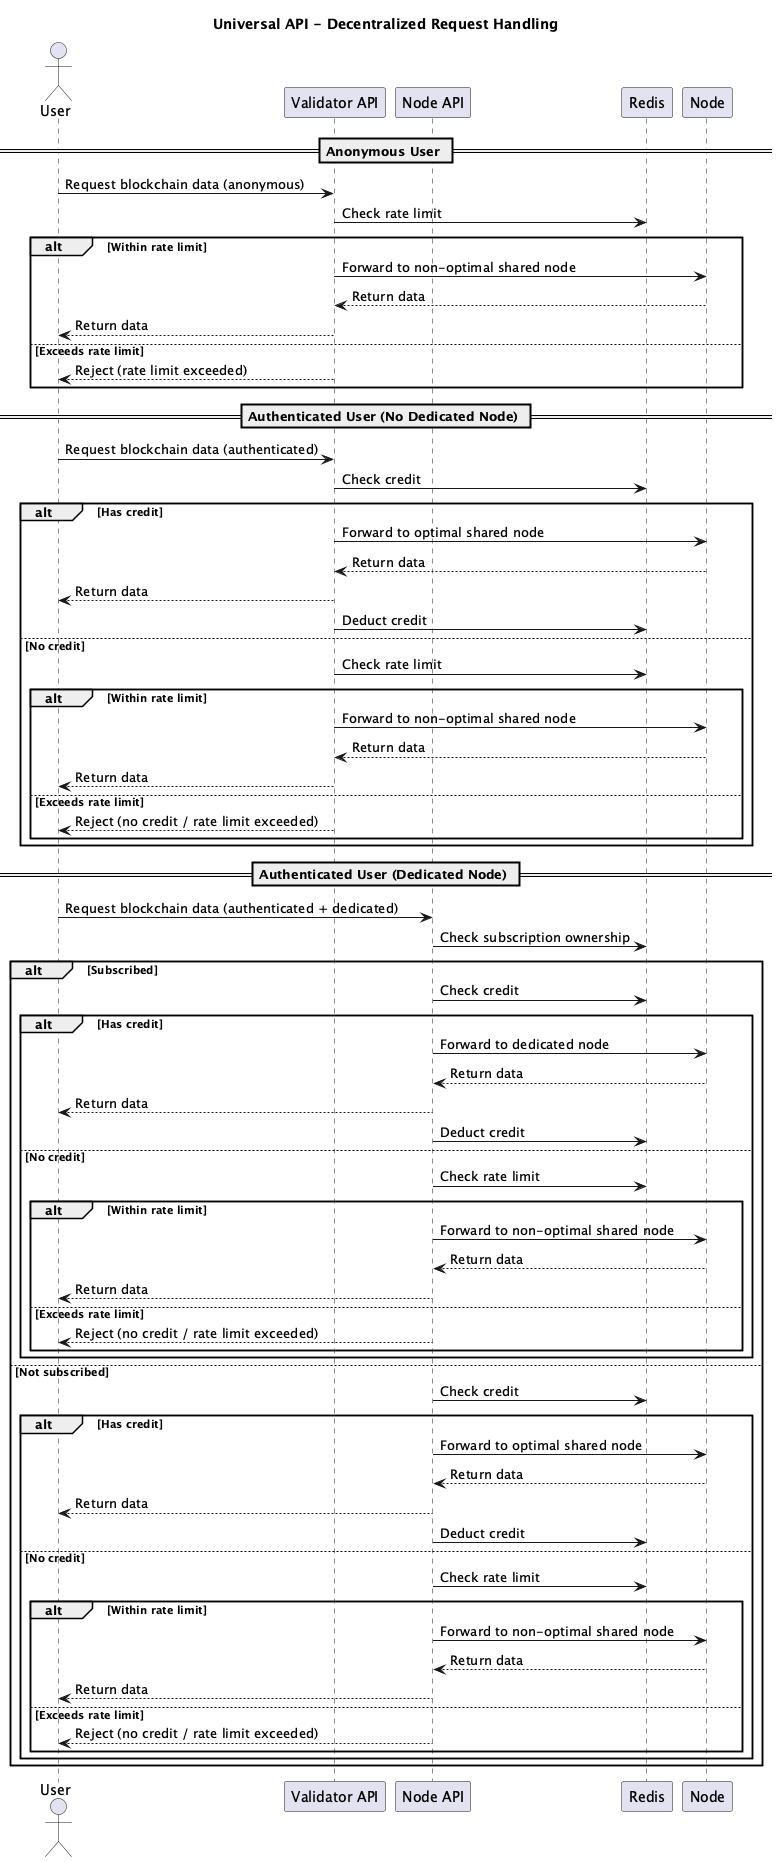 Universal API – Decentralized Request Handling
User
Validator API
Node API
Redis
Node
Anonymous User
Request blockchain data (anonymous)
Check rate limit
alt
[Within rate limit]
Forward to non-optimal shared node
Return data
Return data
[Exceeds rate limit]
Reject (rate limit exceeded)
Authenticated User (No Dedicated Node)
Request blockchain data (authenticated)
Check credit
alt
[Has credit]
Forward to optimal shared node
Return data
Return data
Deduct credit
[No credit]
Check rate limit
alt
[Within rate limit]
Forward to non-optimal shared node
Return data
Return data
[Exceeds rate limit]
Reject (no credit / rate limit exceeded)
Authenticated User (Dedicated Node)
Request blockchain data (authenticated + dedicated)
Check subscription ownership
alt
[Subscribed]
Check credit
alt
[Has credit]
Forward to dedicated node
Return data
Return data
Deduct credit
[No credit]
Check rate limit
alt
[Within rate limit]
Forward to non-optimal shared node
Return data
Return data
[Exceeds rate limit]
Reject (no credit / rate limit exceeded)
[Not subscribed]
Check credit
alt
[Has credit]
Forward to optimal shared node
Return data
Return data
Deduct credit
[No credit]
Check rate limit
alt
[Within rate limit]
Forward to non-optimal shared node
Return data
Return data
[Exceeds rate limit]
Reject (no credit / rate limit exceeded)
User
Validator API
Node API
Redis
Node